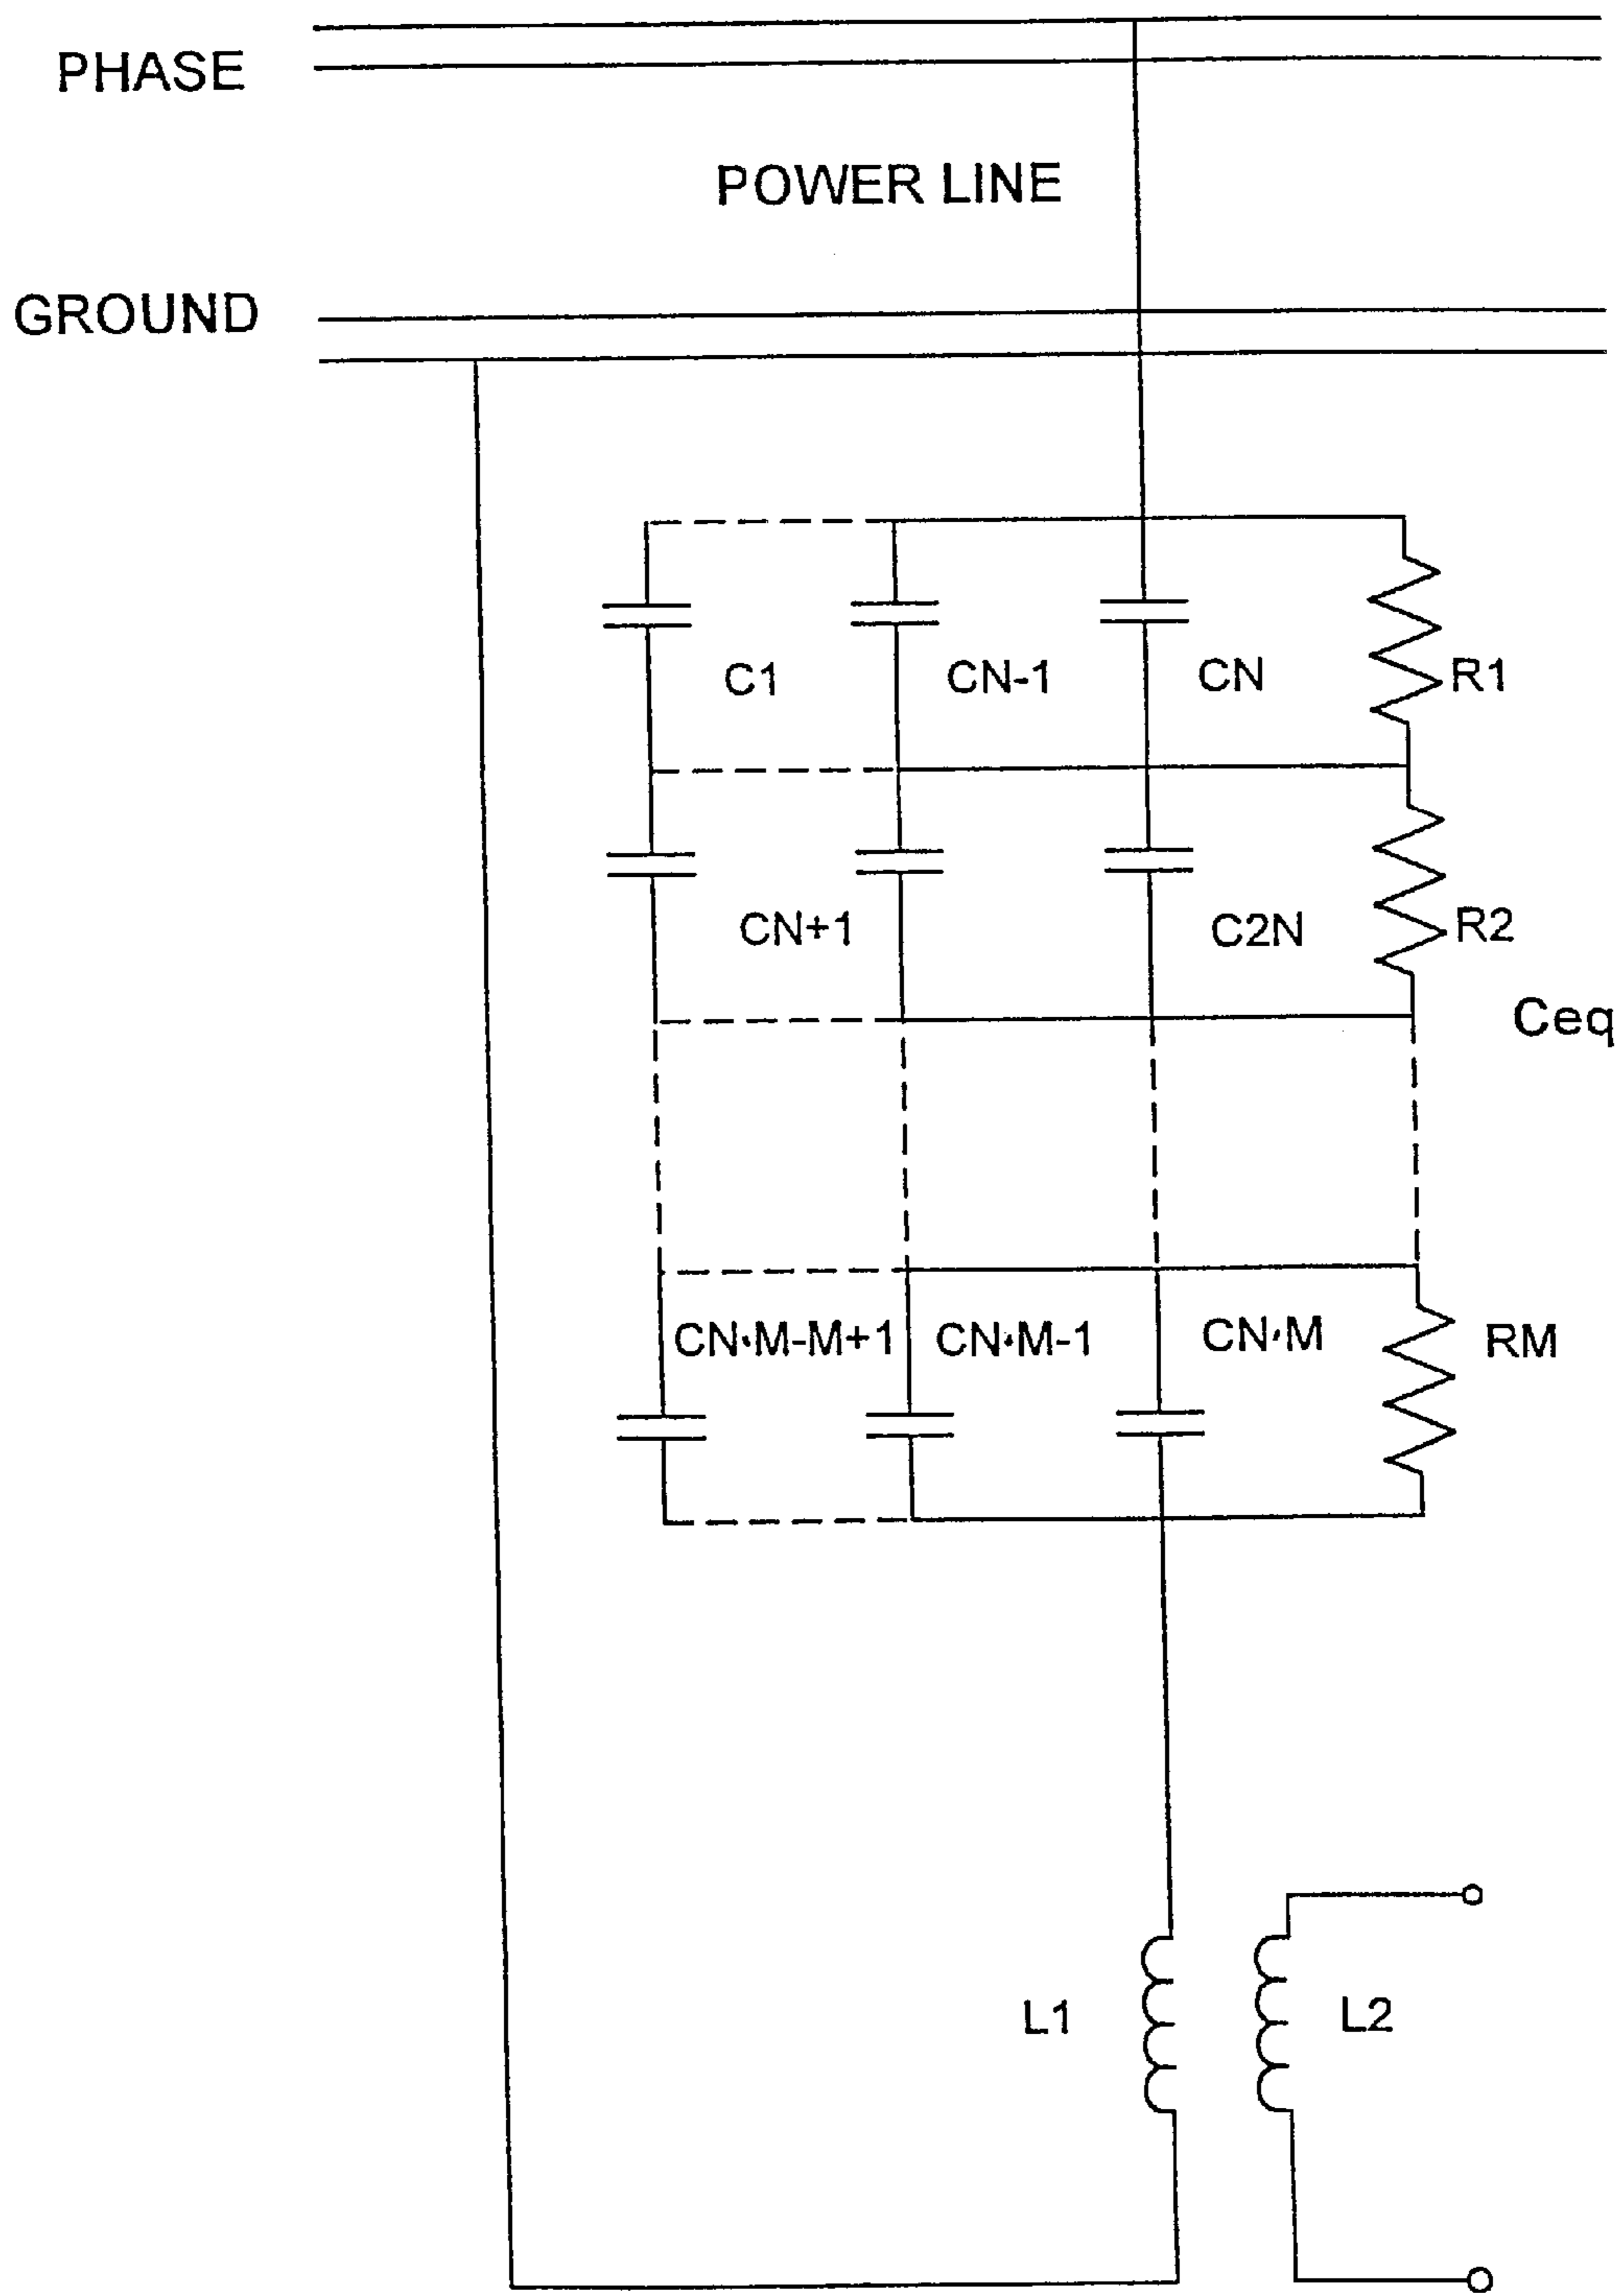 PHASE
POWER LINE
GROUND
C1 CN-1 CN R1
CN+1 C2N R2
Ceq
CN·M-M+1 CN·M-1 CN·M RM
L1 L2